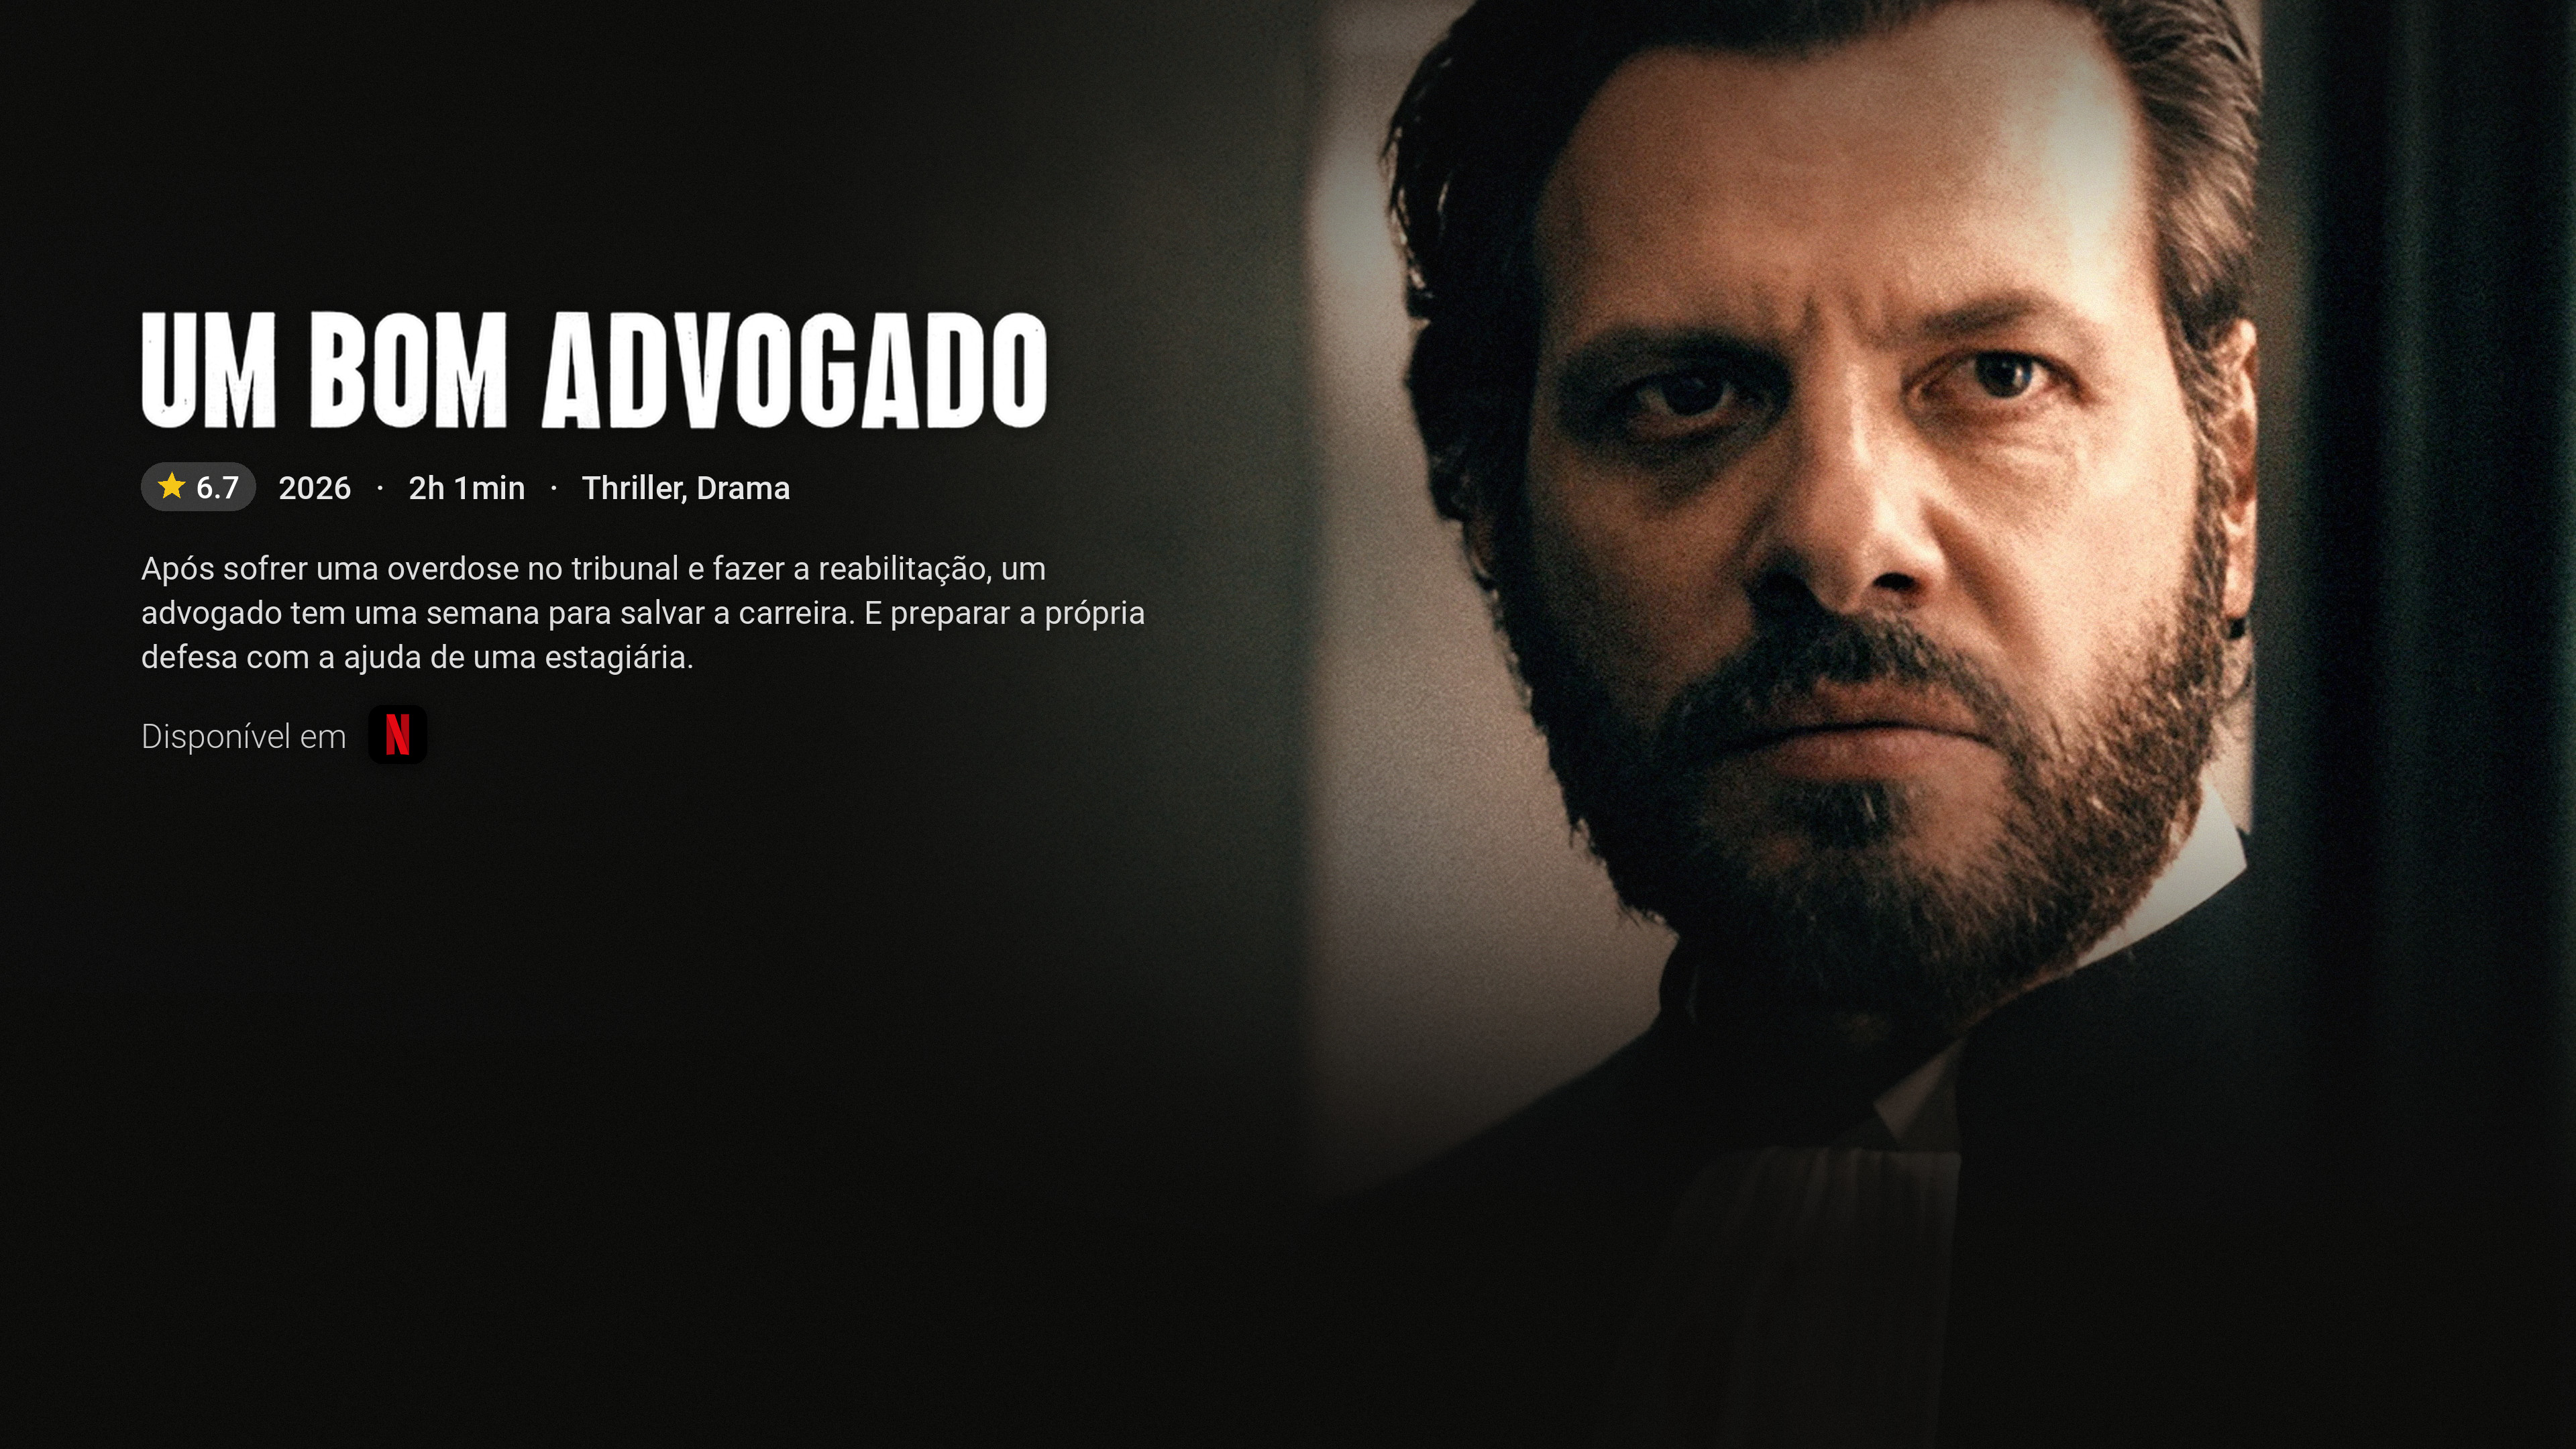 UM BOM ADVOGADO
6.7 2026 · 2h 1min · Thriller, Drama
Após sofrer uma overdose no tribunal e fazer a reabilitação, um
advogado tem uma semana para salvar a carreira. E preparar a própria
defesa com a ajuda de uma estagiária.
Disponível em N